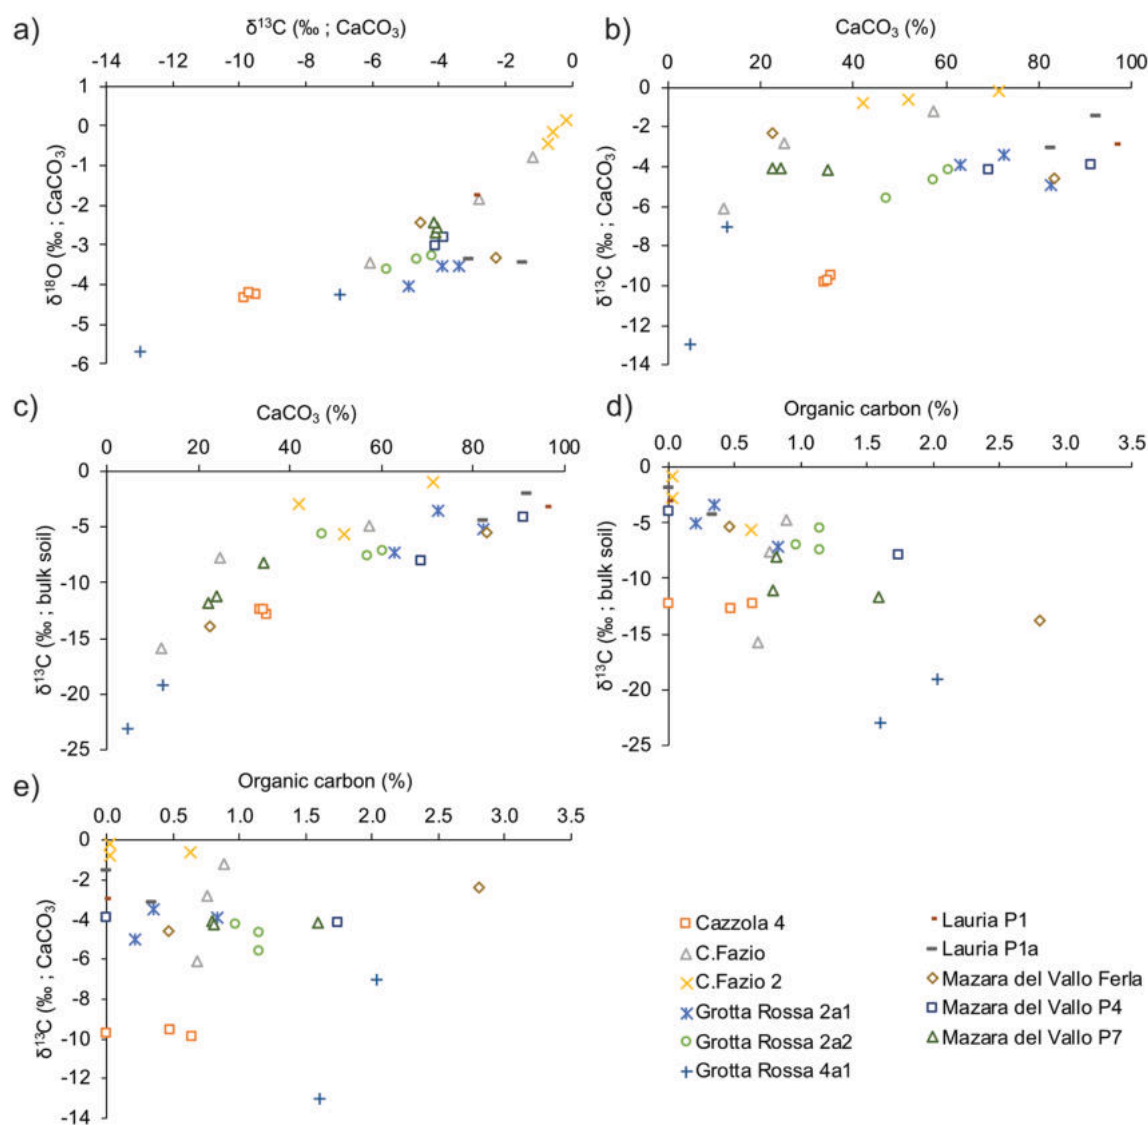 a)
δ¹³C (‰ ; CaCO₃)
-14 -12 -10 -8 -6 -4 -2 0
1
0
-1
-2
-3
-4
-5
-6
δ¹⁸O (‰ ; CaCO₃)
b)
CaCO₃ (%)
0 20 40 60 80 100
0
-2
-4
-6
-8
-10
-12
-14
δ¹³C (‰ ; CaCO₃)
c)
CaCO₃ (%)
0 20 40 60 80 100
0
-5
-10
-15
-20
-25
δ¹³C (‰ ; bulk soil)
d)
Organic carbon (%)
0.0 0.5 1.0 1.5 2.0 2.5 3.0 3.5
0
-5
-10
-15
-20
-25
δ¹³C (‰ ; bulk soil)
e)
Organic carbon (%)
0.0 0.5 1.0 1.5 2.0 2.5 3.0 3.5
0
-2
-4
-6
-8
-10
-12
-14
δ¹³C (‰ ; CaCO₃)
Cazzola 4
C.Fazio
C.Fazio 2
Grotta Rossa 2a1
Grotta Rossa 2a2
Grotta Rossa 4a1
Lauria P1
Lauria P1a
Mazara del Vallo Ferla
Mazara del Vallo P4
Mazara del Vallo P7